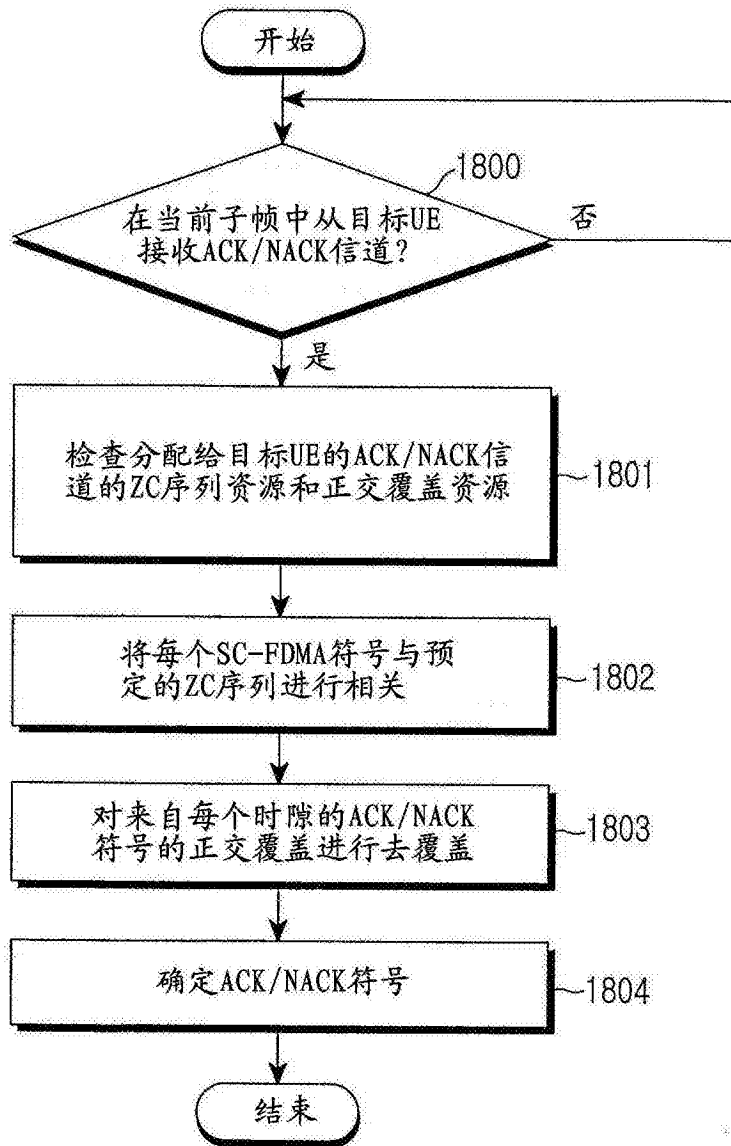 开始
1800
在当前子帧中从目标UE
接收ACK/NACK信道?
否
是
检查分配给目标UE的ACK/NACK信
道的ZC序列资源和正交覆盖资源
1801
将每个SC-FDMA符号与预
定的ZC序列进行相关
1802
对来自每个时隙的ACK/NACK
符号的正交覆盖进行去覆盖
1803
确定ACK/NACK符号
1804
结束